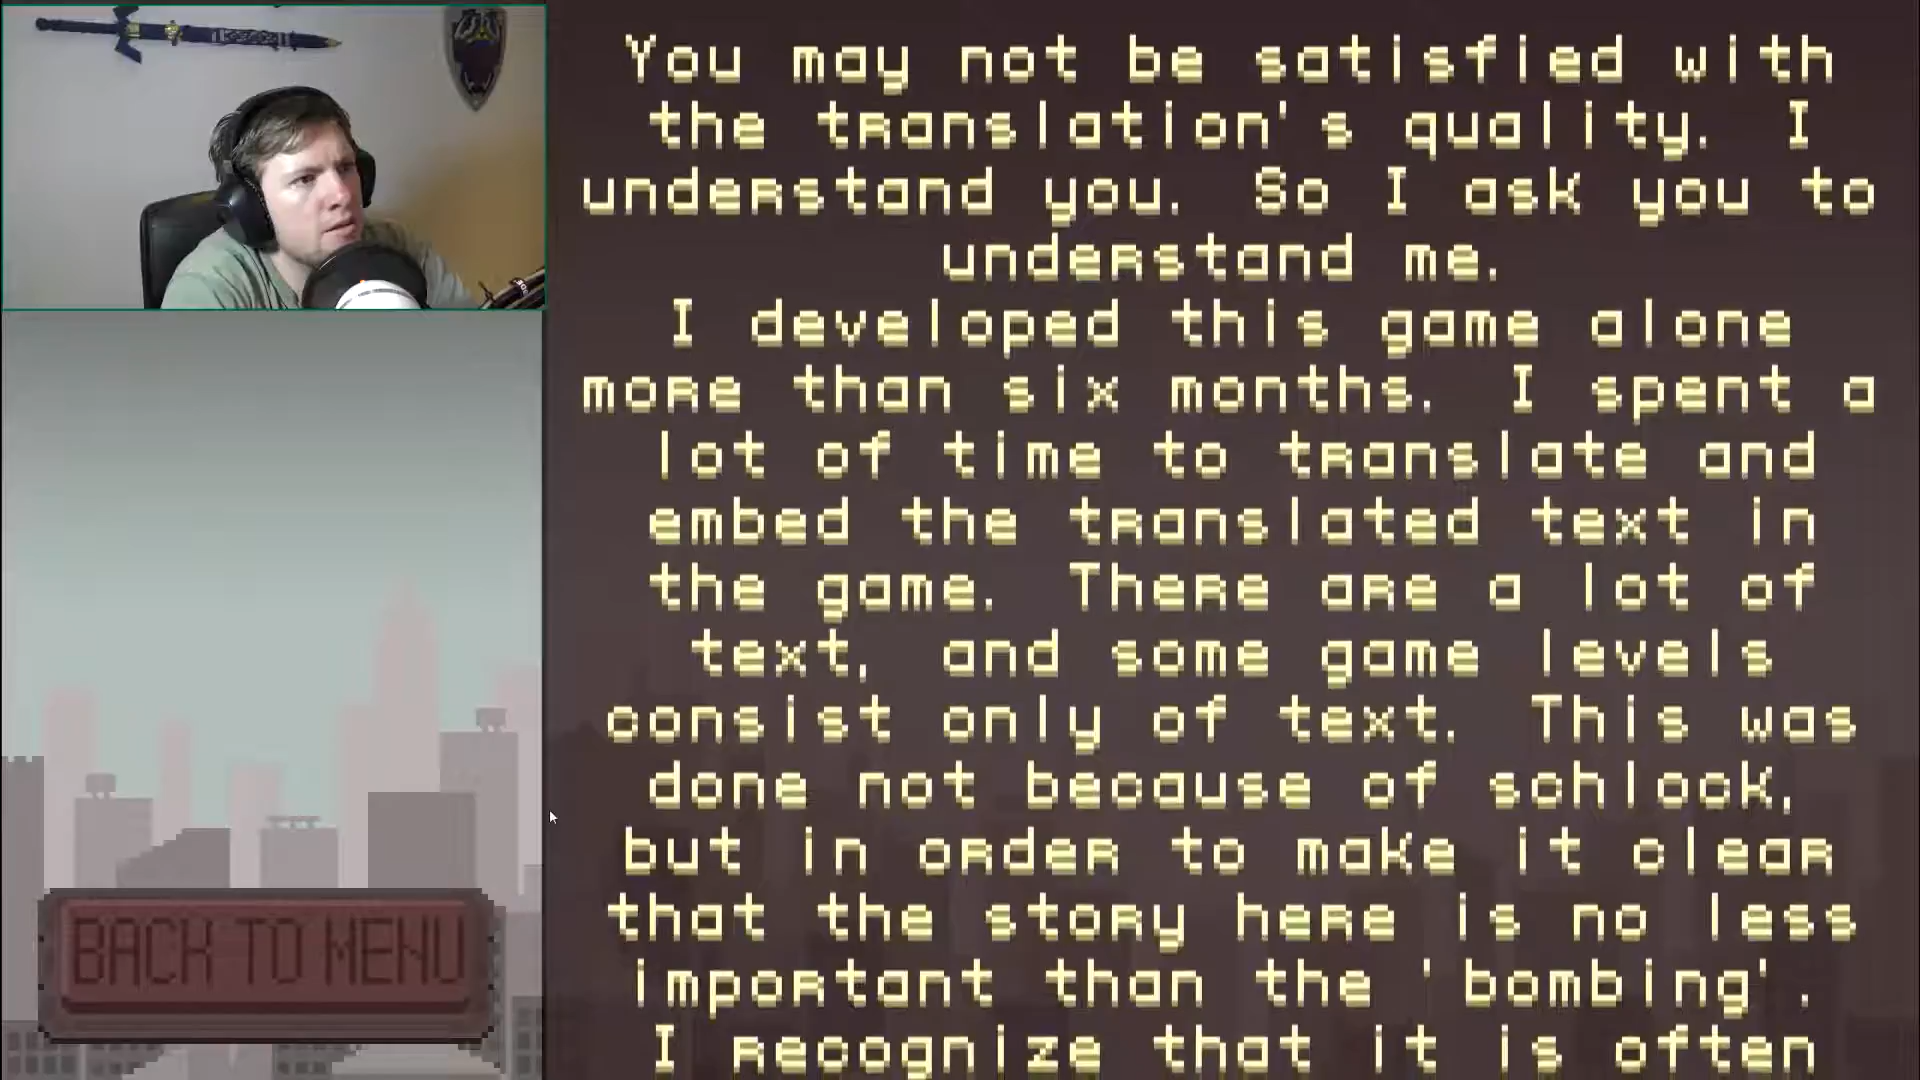 You may not be satisfied with
the translation's quality. I
understand you. So I ask you to
understand me.
I developed this game alone
more than six months. I spent a
lot of time to translate and
embed the translated text in
the game. There are a lot of
text, and some game levels
consist only of text. This was
done not because of schlock,
but in order to make it clear
that the story here is no less
important than the 'bombing'.
I recognize that it is often
BACK TO MENU